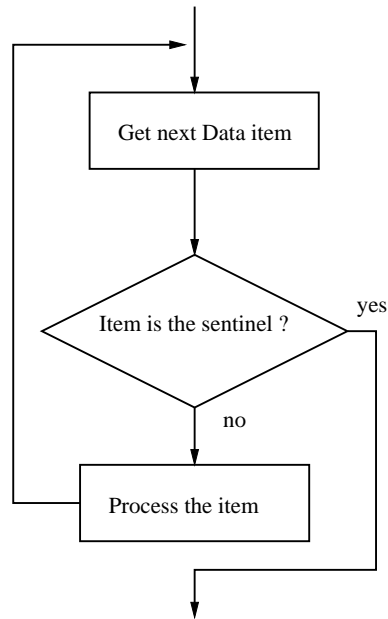 Get next Data item
Item is the sentinel ?
yes
no
Process the item